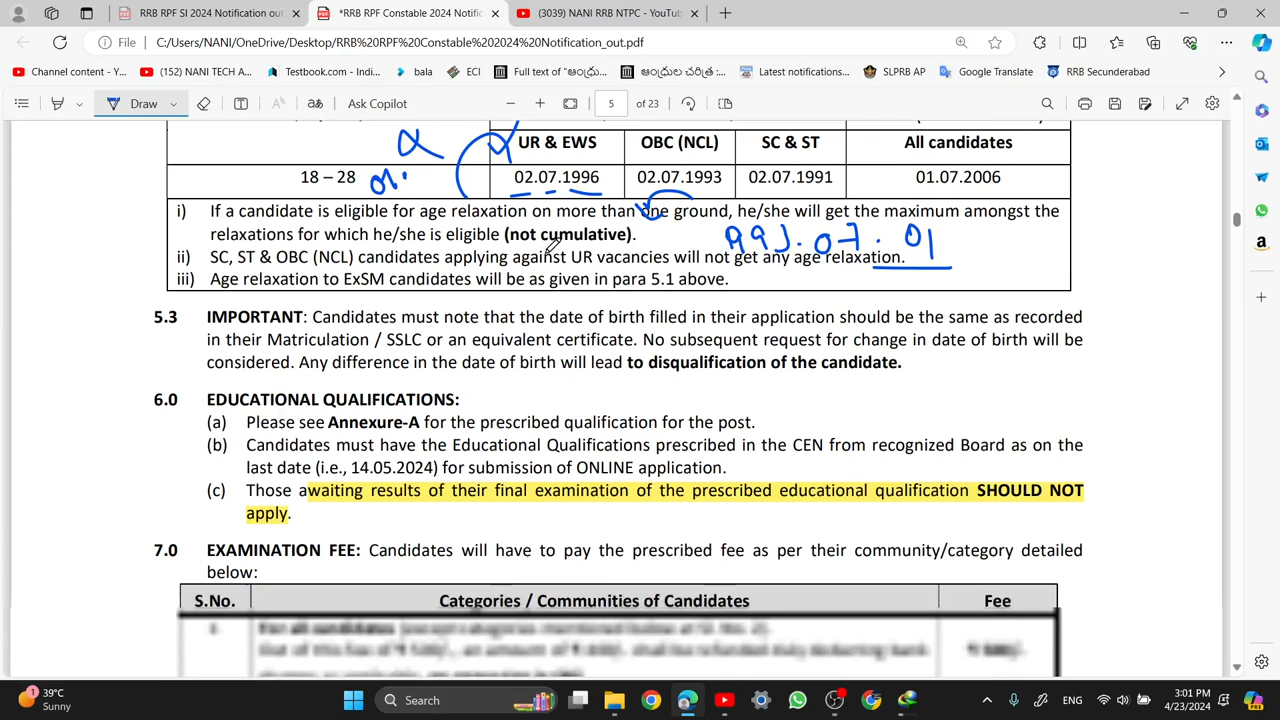 RRB RPF SI 2024 Notification out.
*RRB RPF Constable 2024 Notific
(3039) NANI RRB NTPC - YouTube
File
C:/Users/NANI/OneDrive/Desktop/RRB%20RPF%20Constable%202024%20Notification_out.pdf
Channel content - Y...
(152) NANI TECH A...
Testbook.com - Indi...
bala
ECI
Full text of "ఆంధ్రు...
ఆంధ్రుల చరిత్ర :...
Latest notifications...
SLPRB AP
Google Translate
RRB Secunderabad
Draw
Ask Copilot
5 of 23
UR & EWS OBC (NCL) SC & ST All candidates
18 – 28 02.07.1996 02.07.1993 02.07.1991 01.07.2006
i) If a candidate is eligible for age relaxation on more than one ground, he/she will get the maximum amongst the
relaxations for which he/she is eligible (not cumulative).
07. 01
ii) SC, ST & OBC (NCL) candidates applying against UR vacancies will not get any age relaxation.
iii) Age relaxation to ExSM candidates will be as given in para 5.1 above.
5.3 IMPORTANT: Candidates must note that the date of birth filled in their application should be the same as recorded
in their Matriculation / SSLC or an equivalent certificate. No subsequent request for change in date of birth will be
considered. Any difference in the date of birth will lead to disqualification of the candidate.
6.0 EDUCATIONAL QUALIFICATIONS:
(a) Please see Annexure-A for the prescribed qualification for the post.
(b) Candidates must have the Educational Qualifications prescribed in the CEN from recognized Board as on the
last date (i.e., 14.05.2024) for submission of ONLINE application.
(c) Those awaiting results of their final examination of the prescribed educational qualification SHOULD NOT
apply.
7.0 EXAMINATION FEE: Candidates will have to pay the prescribed fee as per their community/category detailed
below:
S.No. Categories / Communities of Candidates Fee
39°C
Sunny
Search
ENG
3:01 PM
4/23/2024